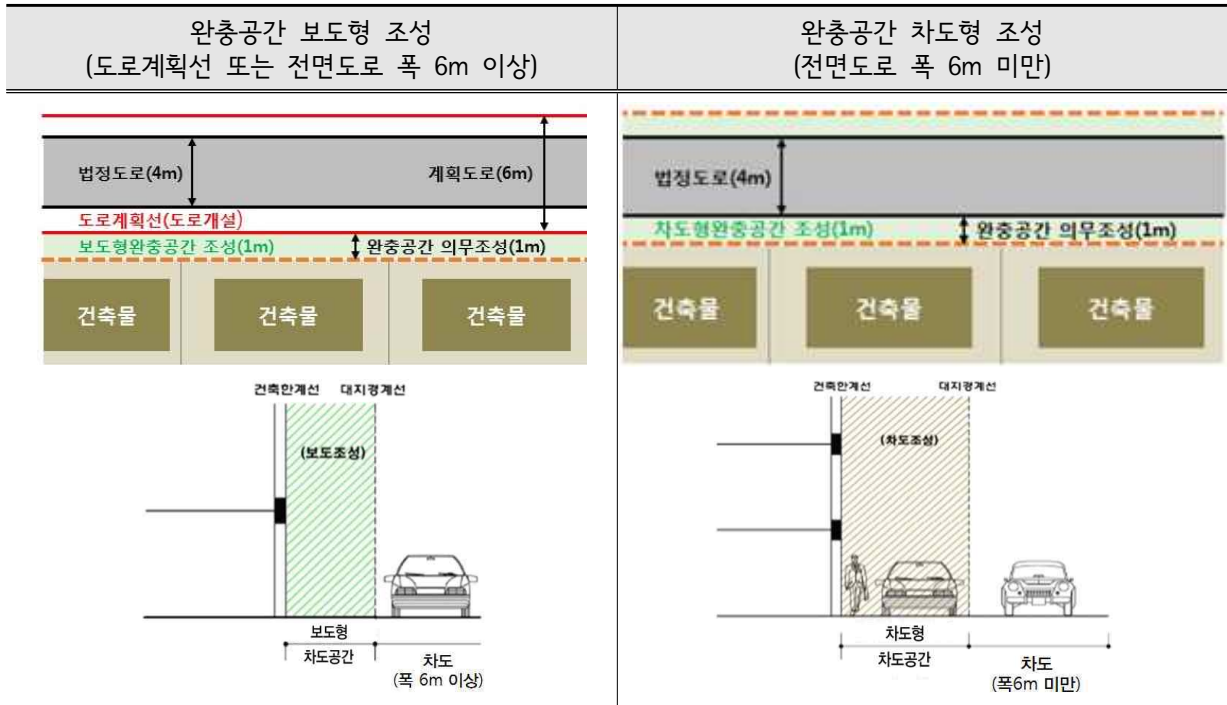 완충공간 보도형 조성
(도로계획선 또는 전면도로 폭 6m 이상)
완충공간 차도형 조성
(전면도로 폭 6m 미만)
법정도로(4m)
계획도로(6m)
도로계획선(도로개설)
보도형완충공간 조성(1m)
완충공간 의무조성(1m)
건축물
건축물
건축물
건축한계선
대지경계선
(보도조성)
보도형
차도공간
차도
(폭 6m 이상)
법정도로(4m)
차도형완충공간 조성(1m)
완충공간 의무조성(1m)
건축물
건축물
건축물
건축한계선
대지경계선
(차도조성)
차도형
차도공간
차도
(폭6m 미만)